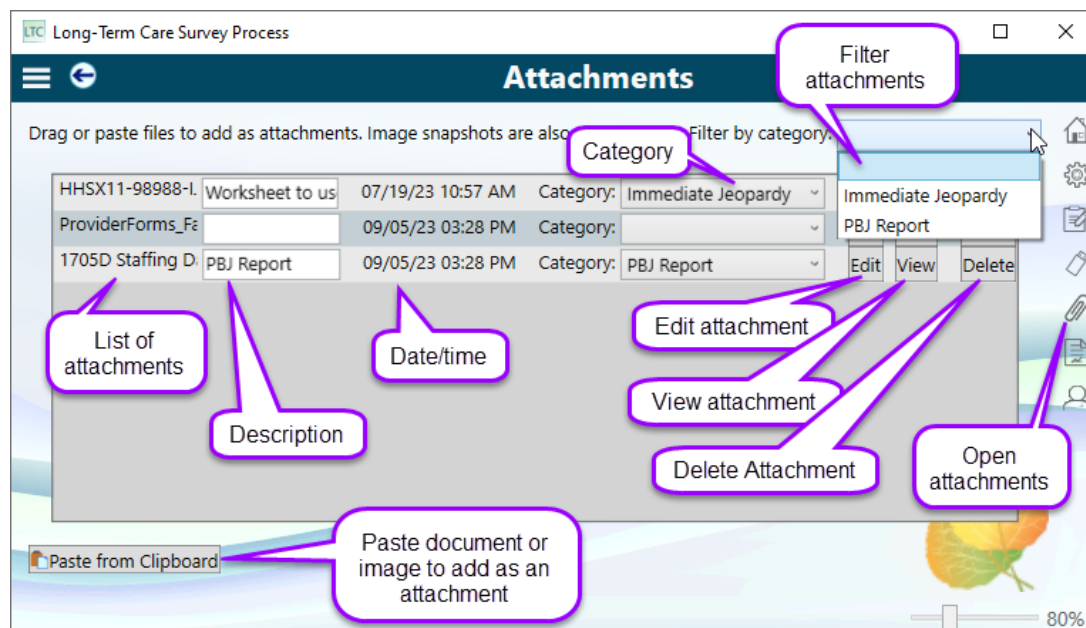 LTC Long-Term Care Survey Process
Attachments
Filter
attachments
Drag or paste files to add as attachments. Image snapshots are also Filter by category:
Category
Immediate Jeopardy
PBJ Report
HHSX11-98988-I. Worksheet to us 07/19/23 10:57 AM Category: Immediate Jeopardy
ProviderForms_Fa 09/05/23 03:28 PM Category:
1705D Staffing D PBJ Report 09/05/23 03:28 PM Category: PBJ Report Edit View Delete
List of
attachments
Date/time
Edit attachment
View attachment
Description
Delete Attachment
Open
attachments
Paste from Clipboard
Paste document or
image to add as an
attachment
80%